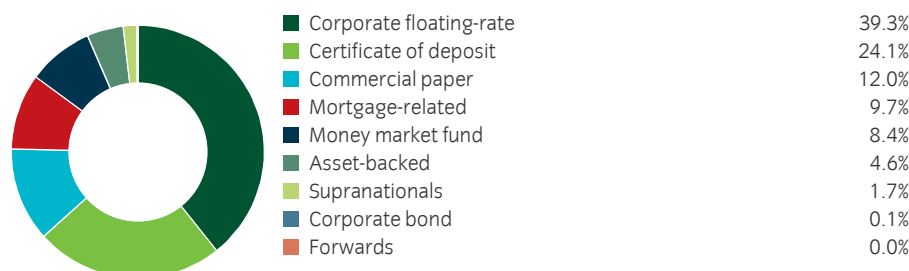 Corporate floating-rate 39.3%
Certificate of deposit 24.1%
Commercial paper 12.0%
Mortgage-related 9.7%
Money market fund 8.4%
Asset-backed 4.6%
Supranationals 1.7%
Corporate bond 0.1%
Forwards 0.0%